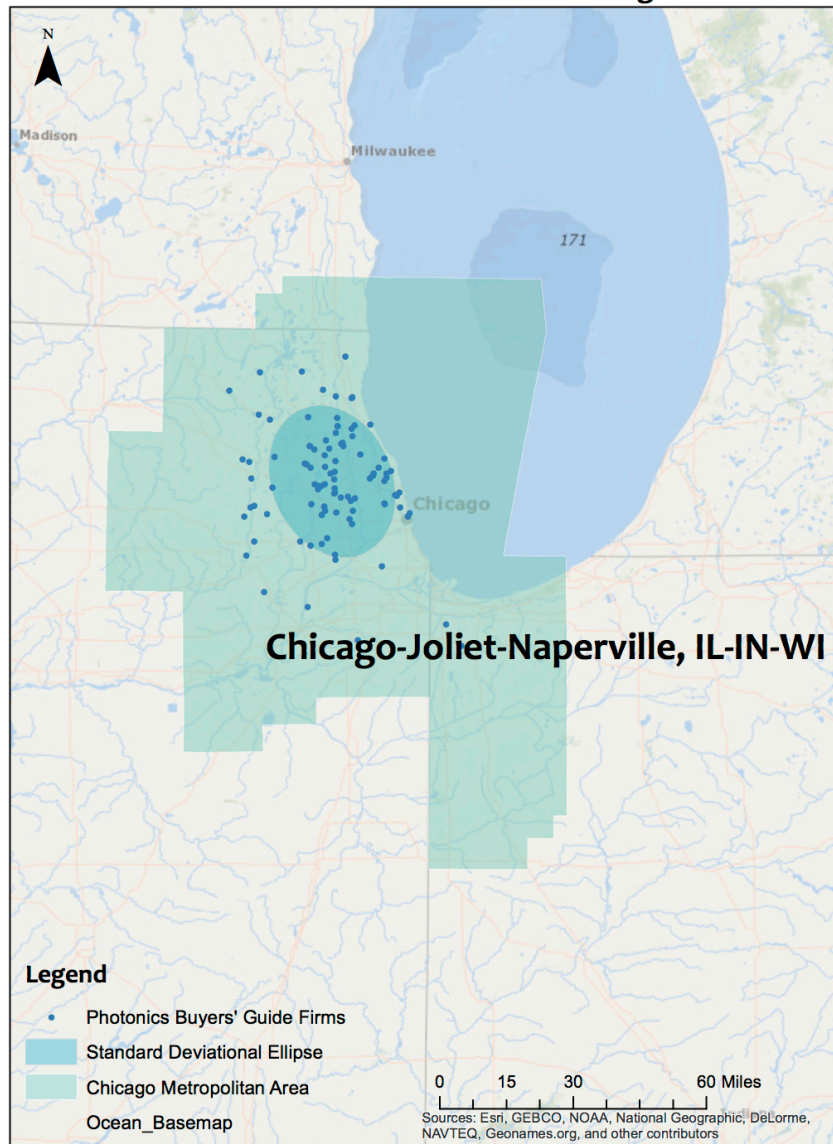 N
Madison
Milwaukee
171
Chicago
Chicago-Joliet-Naperville, IL-IN-WI
Legend
Photonics Buyers' Guide Firms
Standard Deviational Ellipse
Chicago Metropolitan Area
Ocean_Basemap
0 15 30 60 Miles
Sources: Esri, GEBCO, NOAA, National Geographic, DeLorme,
NAVTEQ, Geonames.org, and other contributors